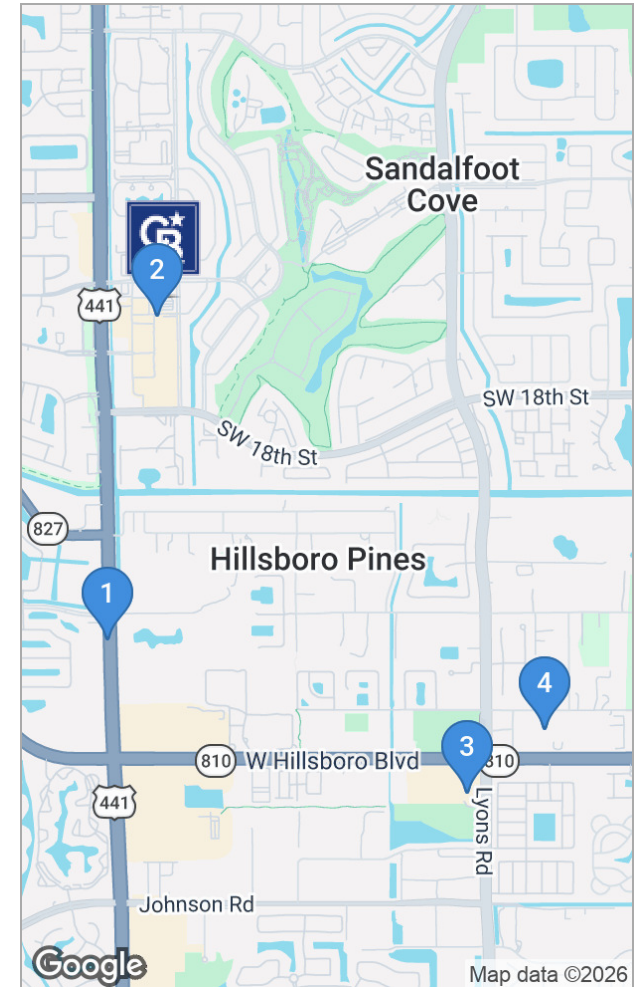 Sandalfoot
Cove
CB
2
441
SW 18th St
SW 18th St
827
Hillsboro Pines
1
4
3
810
W Hillsboro Blvd
810
441
Lyons Rd
Johnson Rd
Google
Map data ©2026